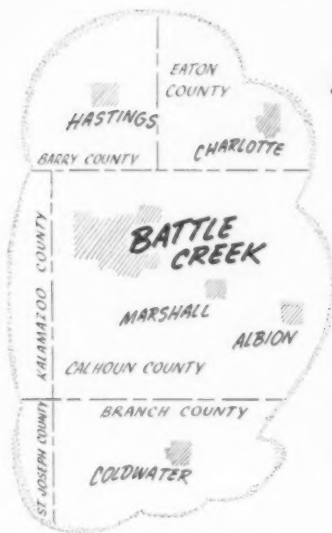 EATON
COUNTY
HASTINGS
CHARLOTTE
BARRY COUNTY
KALAMAZOO COUNTY
BATTLE
CREEK
MARSHALL
ALBION
CALHOUN COUNTY
BRANCH COUNTY
ST JOSEPH COUNTY
COLDWATER